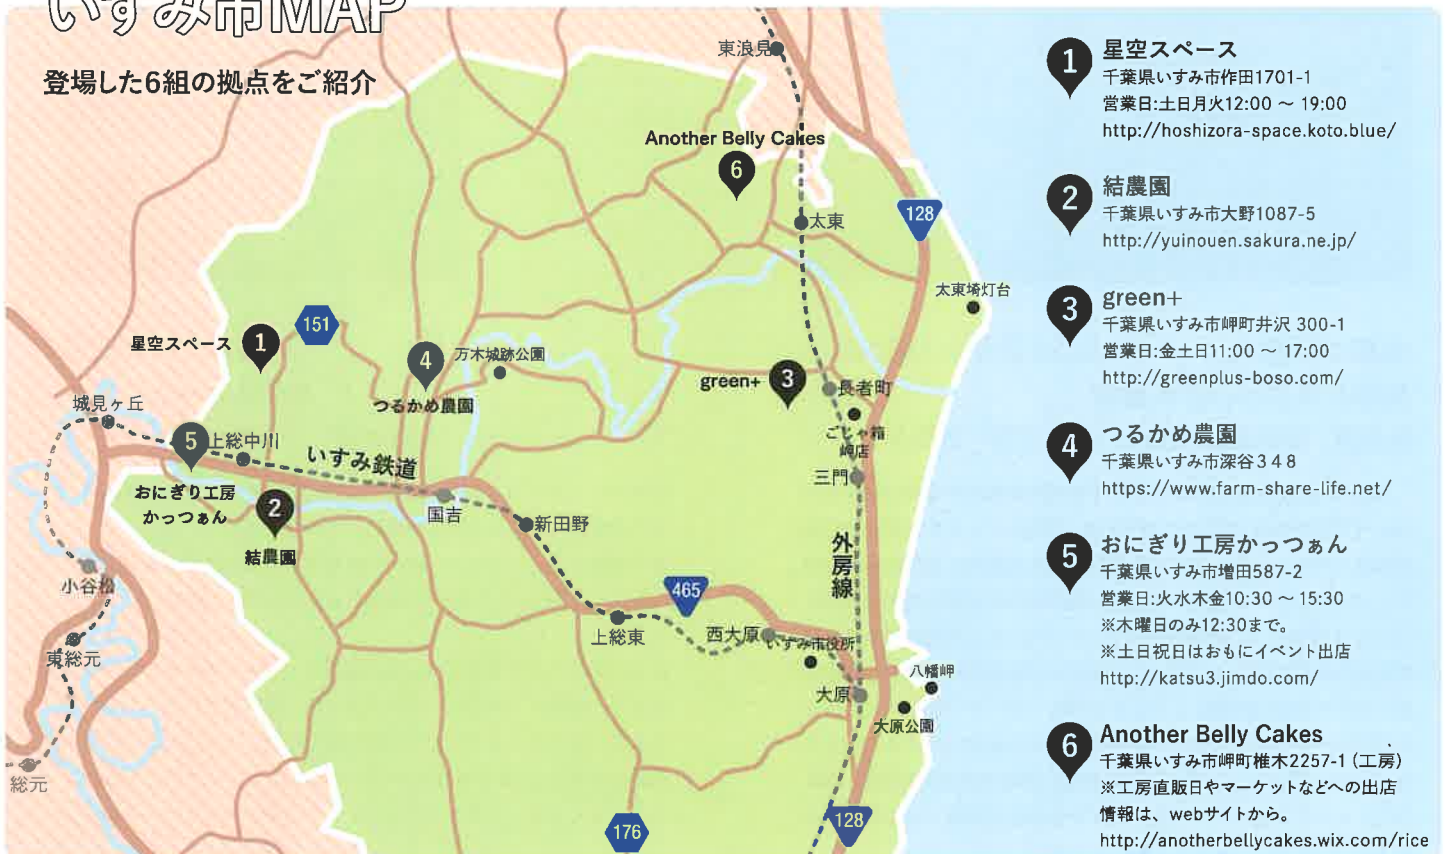 いすみ市MAP
登場した6組の拠点をご紹介
東浪見
Another Belly Cakes
6
太東
128
太東埼灯台
151
星空スペース
1
4
万木城跡公園
つるかめ農園
green+
3
長者町
城見ヶ丘
5
上総中川
いすみ鉄道
ごじゃ箱
岬店
三門
おにぎり工房
かっつぁん
2
国吉
新田野
結農園
外房線
小谷松
465
上総東
西大原
いすみ市役所
東総元
八幡岬
大原
大原公園
総元
176
128
1 星空スペース
千葉県いすみ市作田1701-1
営業日:土日月火12:00 ～ 19:00
http://hoshizora-space.koto.blue/
2 結農園
千葉県いすみ市大野1087-5
http://yuinouen.sakura.ne.jp/
3 green+
千葉県いすみ市岬町井沢 300-1
営業日:金土日11:00 ～ 17:00
http://greenplus-boso.com/
4 つるかめ農園
千葉県いすみ市深谷３４８
https://www.farm-share-life.net/
5 おにぎり工房かっつぁん
千葉県いすみ市増田587-2
営業日:火水木金10:30 ～ 15:30
※木曜日のみ12:30まで。
※土日祝日はおもにイベント出店
http://katsu3.jimdo.com/
6 Another Belly Cakes
千葉県いすみ市岬町椎木2257-1 (工房)
※工房直販日やマーケットなどへの出店
情報は、webサイトから。
http://anotherbellycakes.wix.com/rice